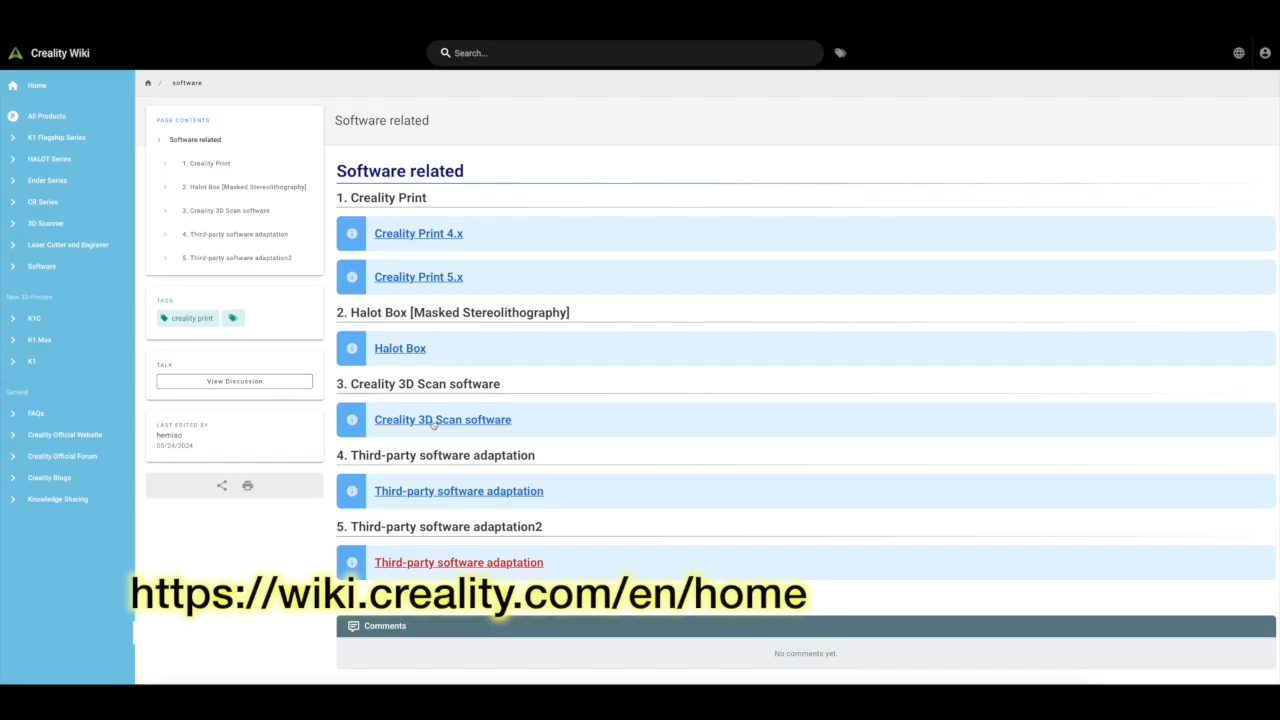 Creality Wiki
Search...
Home
All Products
K1 Flagship Series
HALOT Series
Ender Series
CR Series
3D-Scanner
Laser Cutter and Engraver
Software
New 3D Printers
K1C
K1 Max
K1
General
FAQs
Creality Official Website
Creality Official Forum
Creality Blogs
Knowledge Sharing
/ software
PAGE CONTENTS
Software related
1. Creality Print
2. Halot Box [Masked Stereolithography]
3. Creality 3D Scan software
4. Third-party software adaptation
5. Third-party software adaptation2
TAGS
creality print
TALK
View Discussion
LAST EDITED BY
hemiao
05/24/2024
Software related
Software related
1. Creality Print
Creality Print 4.x
Creality Print 5.x
2. Halot Box [Masked Stereolithography]
Halot Box
3. Creality 3D Scan software
Creality 3D Scan software
4. Third-party software adaptation
Third-party software adaptation
5. Third-party software adaptation2
Third-party software adaptation
https://wiki.creality.com/en/home
Comments
No comments yet.